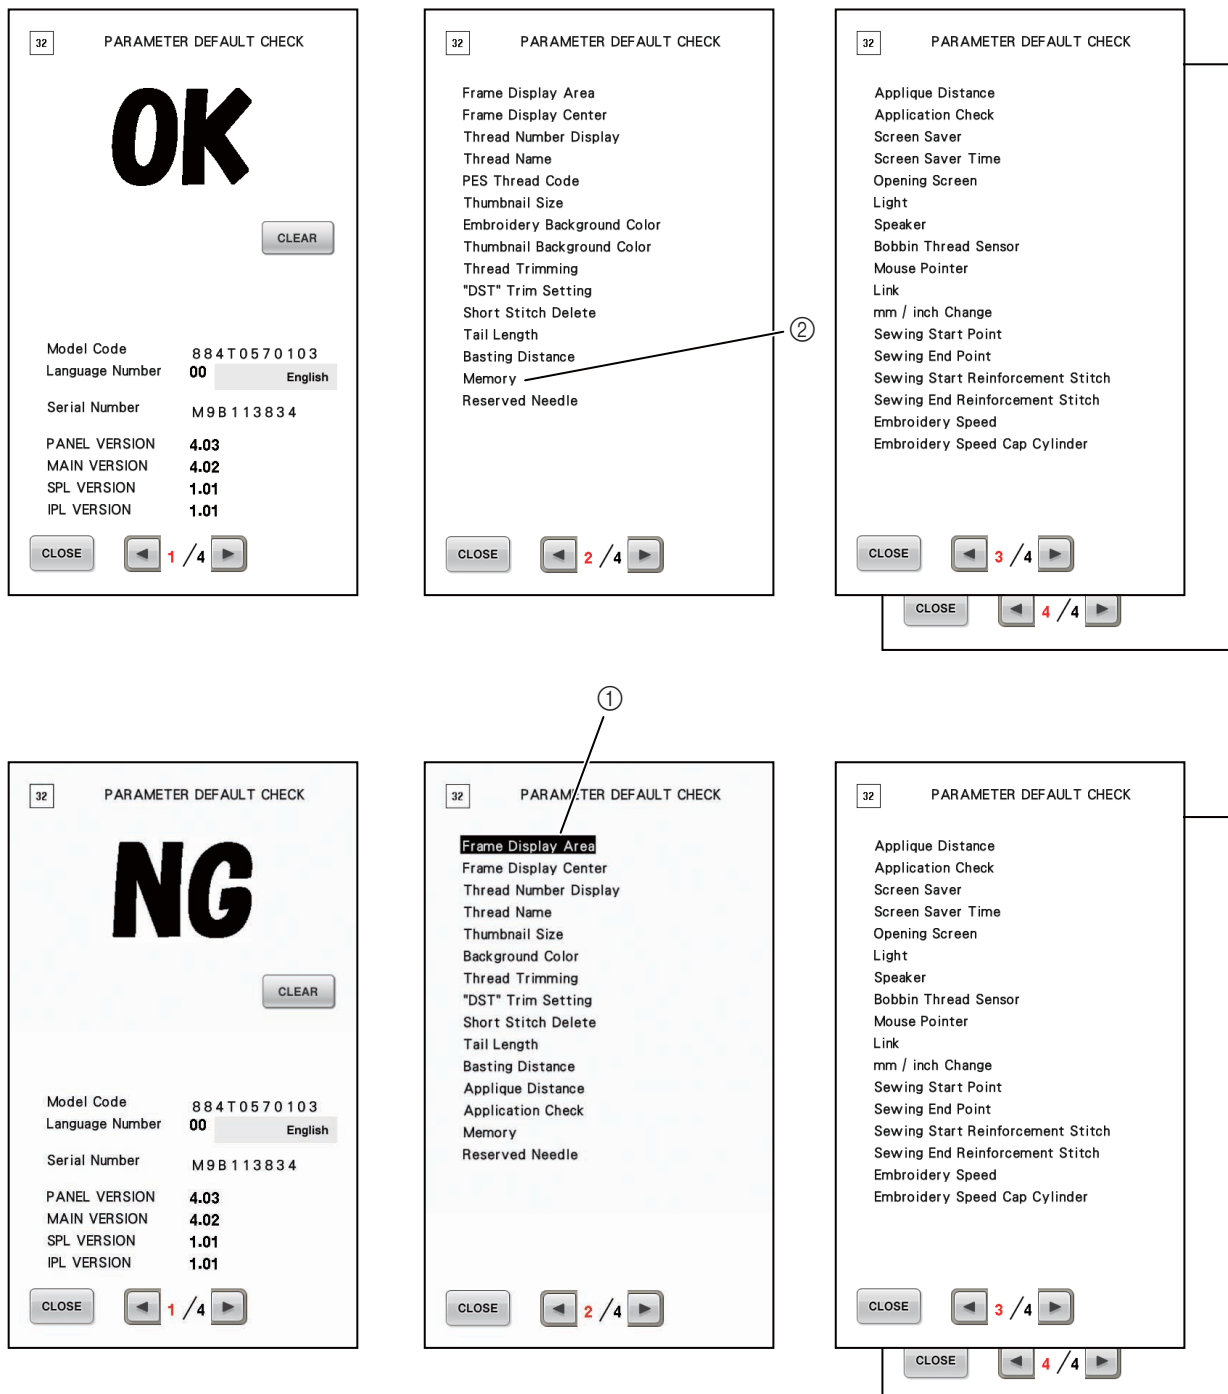 32 PARAMETER DEFAULT CHECK
OK
CLEAR
Model Code 884T0570103
Language Number 00 English
Serial Number M9B113834
PANEL VERSION 4.03
MAIN VERSION 4.02
SPL VERSION 1.01
IPL VERSION 1.01
CLOSE 1/4
32 PARAMETER DEFAULT CHECK
Frame Display Area
Frame Display Center
Thread Number Display
Thread Name
PES Thread Code
Thumbnail Size
Embroidery Background Color
Thumbnail Background Color
Thread Trimming
"DST" Trim Setting
Short Stitch Delete
Tail Length
Basting Distance
Memory
Reserved Needle
CLOSE 2/4
②
32 PARAMETER DEFAULT CHECK
Applique Distance
Application Check
Screen Saver
Screen Saver Time
Opening Screen
Light
Speaker
Bobbin Thread Sensor
Mouse Pointer
Link
mm / inch Change
Sewing Start Point
Sewing End Point
Sewing Start Reinforcement Stitch
Sewing End Reinforcement Stitch
Embroidery Speed
Embroidery Speed Cap Cylinder
CLOSE 3/4
CLOSE 4/4
①
32 PARAMETER DEFAULT CHECK
NG
CLEAR
Model Code 884T0570103
Language Number 00 English
Serial Number M9B113834
PANEL VERSION 4.03
MAIN VERSION 4.02
SPL VERSION 1.01
IPL VERSION 1.01
CLOSE 1/4
32 PARAMETER DEFAULT CHECK
Frame Display Area
Frame Display Center
Thread Number Display
Thread Name
Thumbnail Size
Background Color
Thread Trimming
"DST" Trim Setting
Short Stitch Delete
Tail Length
Basting Distance
Applique Distance
Application Check
Memory
Reserved Needle
CLOSE 2/4
32 PARAMETER DEFAULT CHECK
Applique Distance
Application Check
Screen Saver
Screen Saver Time
Opening Screen
Light
Speaker
Bobbin Thread Sensor
Mouse Pointer
Link
mm / inch Change
Sewing Start Point
Sewing End Point
Sewing Start Reinforcement Stitch
Sewing End Reinforcement Stitch
Embroidery Speed
Embroidery Speed Cap Cylinder
CLOSE 3/4
CLOSE 4/4